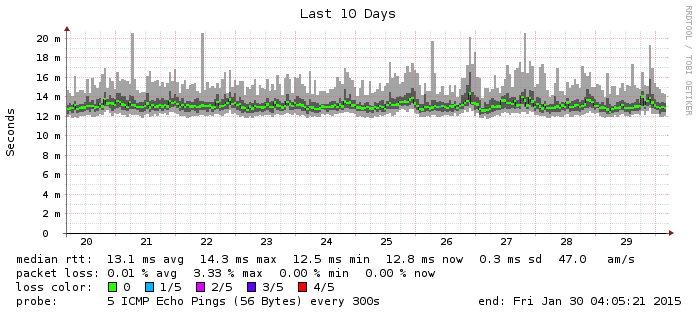 Last 10 Days
RRDTOOL / TOBI OETIKER
Seconds
20 m
18 m
16 m
14 m
12 m
10 m
8 m
6 m
4 m
2 m
0
20 21 22 23 24 25 26 27 28 29
median rtt: 13.1 ms avg 14.3 ms max 12.5 ms min 12.8 ms now 0.3 ms sd 47.0 am/s
packet loss: 0.01 % avg 3.33 % max 0.00 % min 0.00 % now
loss color: 0 1/5 2/5 3/5 4/5
probe: 5 ICMP Echo Pings (56 Bytes) every 300s end: Fri Jan 30 04:05:21 2015